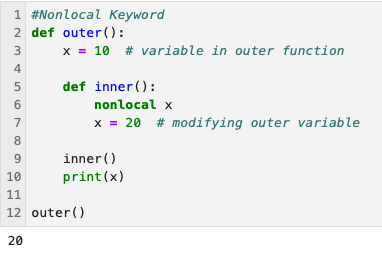 1 #Nonlocal Keyword
2 def outer():
3     x = 10  # variable in outer function
4
5     def inner():
6         nonlocal x
7         x = 20  # modifying outer variable
8
9     inner()
10     print(x)
11
12 outer()
20